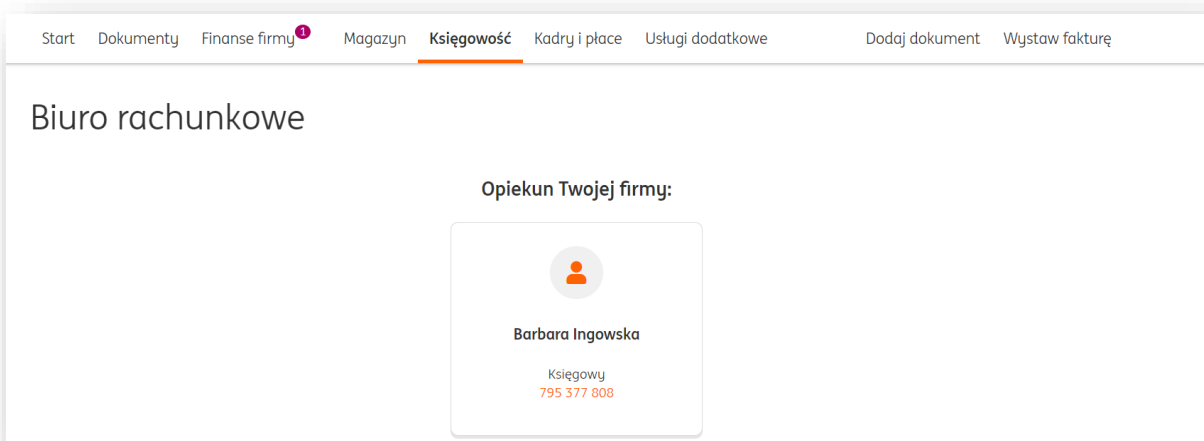 Start Dokumenty Finanse firmy 1 Magazyn Księgowość Kadry i płace Usługi dodatkowe Dodaj dokument Wystaw fakturę
Biuro rachunkowe
Opiekun Twojej firmy:
Barbara Ingowska
Księgowy
795 377 808